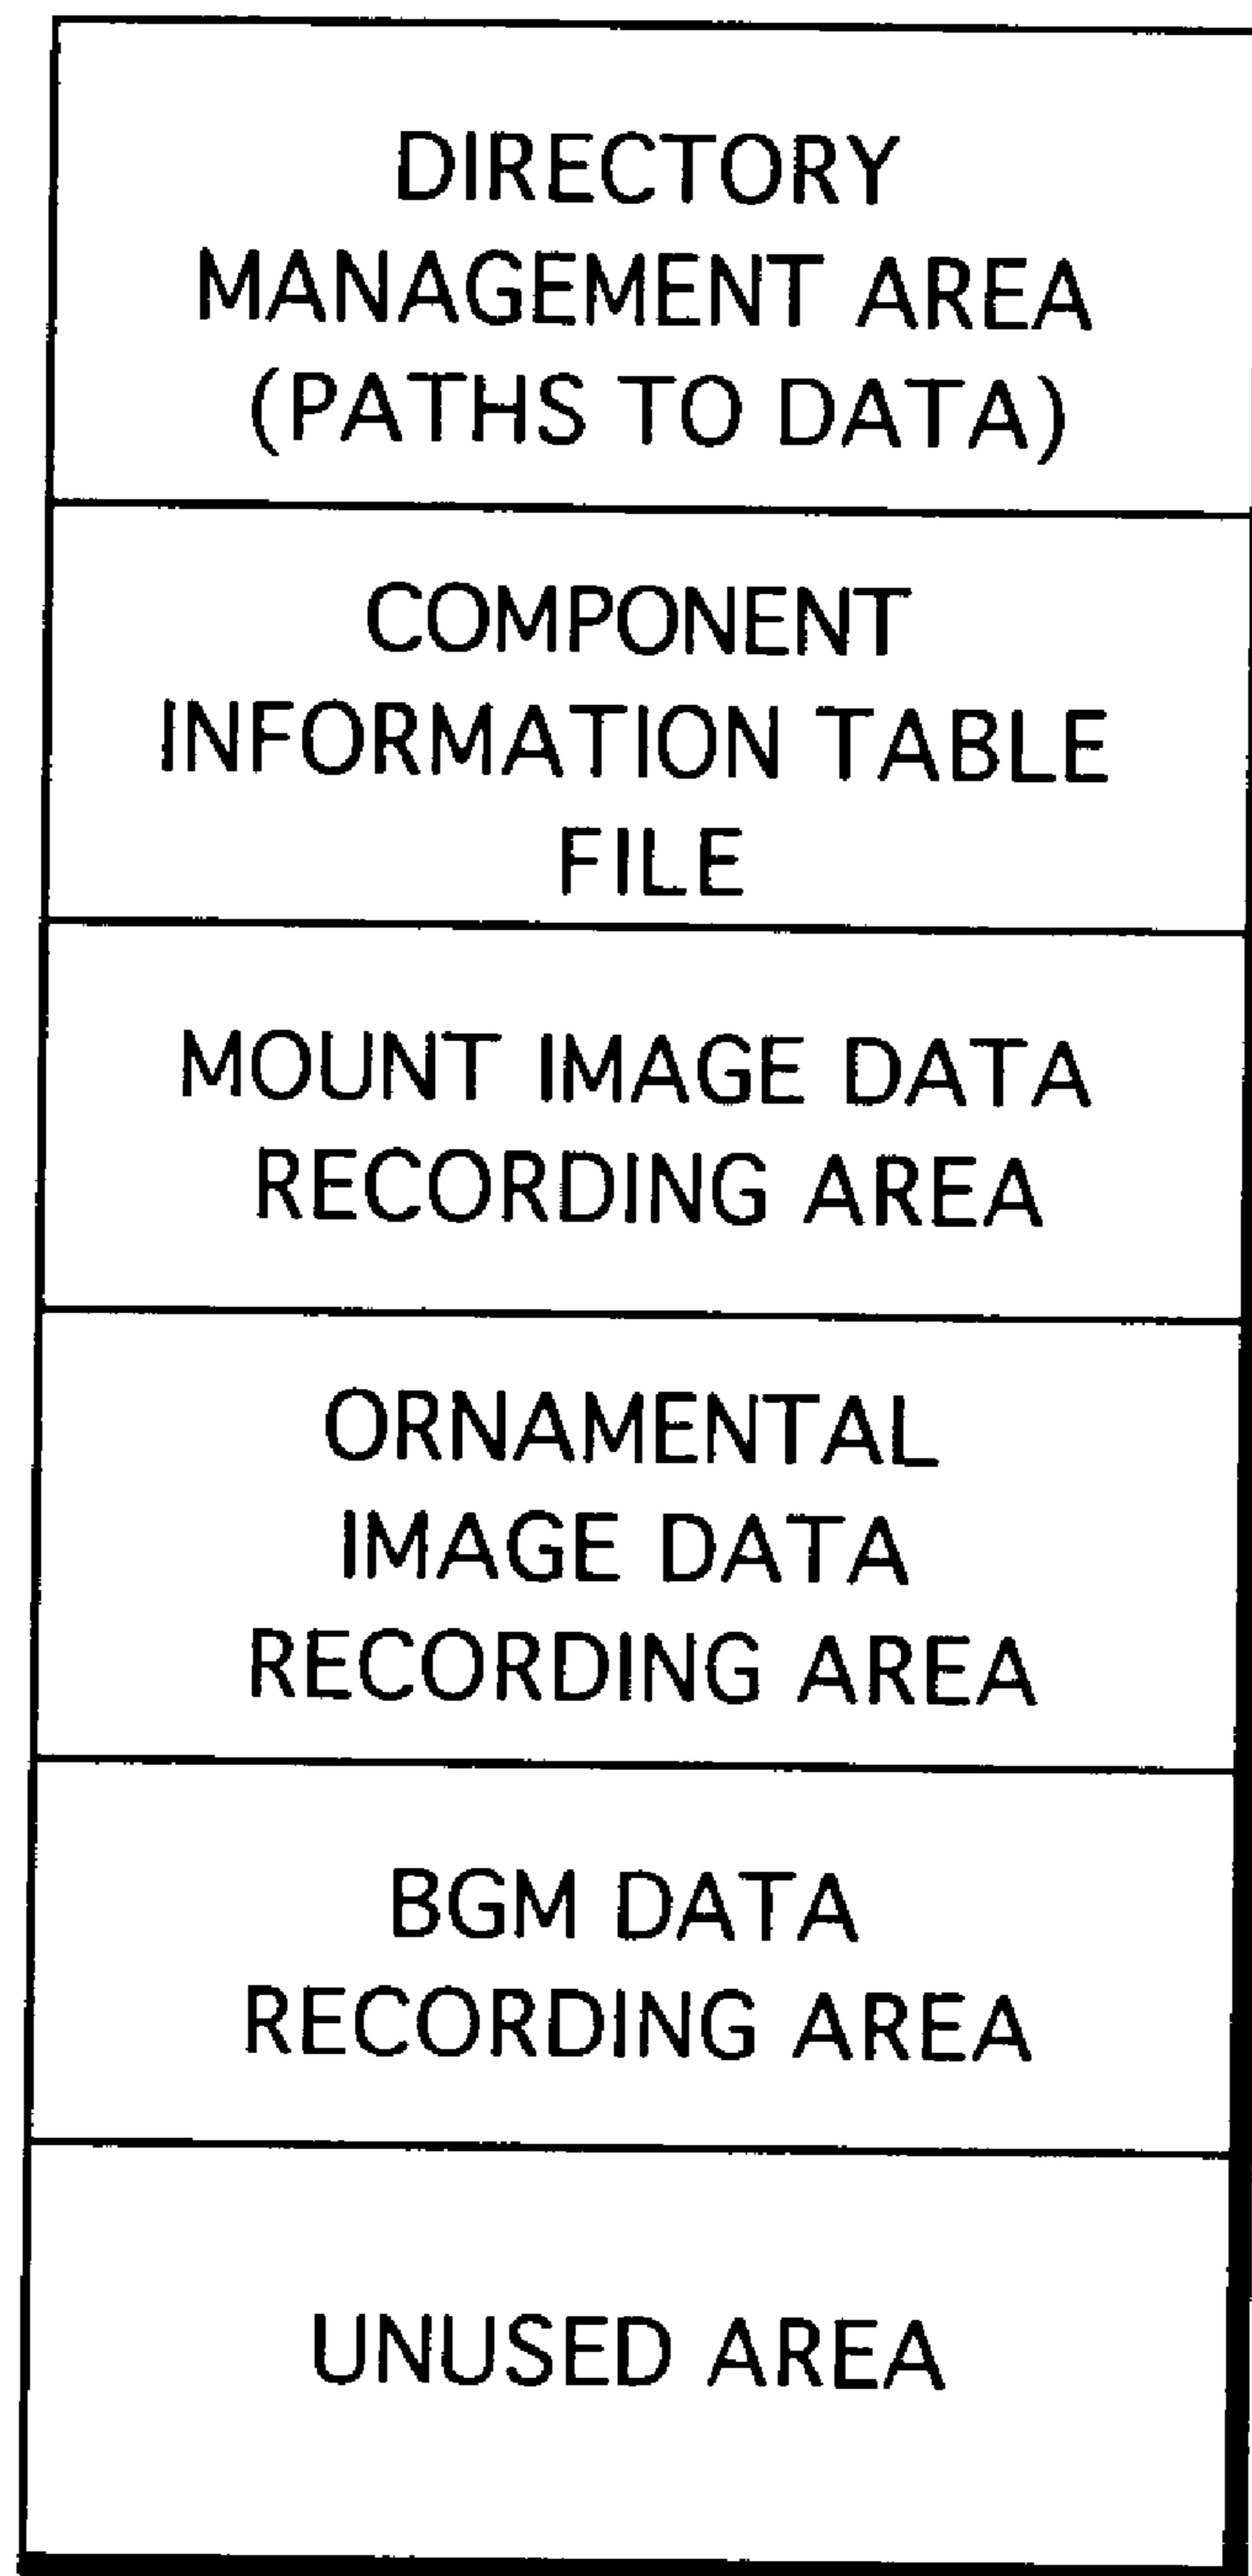 DIRECTORY
MANAGEMENT AREA
(PATHS TO DATA)
COMPONENT
INFORMATION TABLE
FILE
MOUNT IMAGE DATA
RECORDING AREA
ORNAMENTAL
IMAGE DATA
RECORDING AREA
BGM DATA
RECORDING AREA
UNUSED AREA